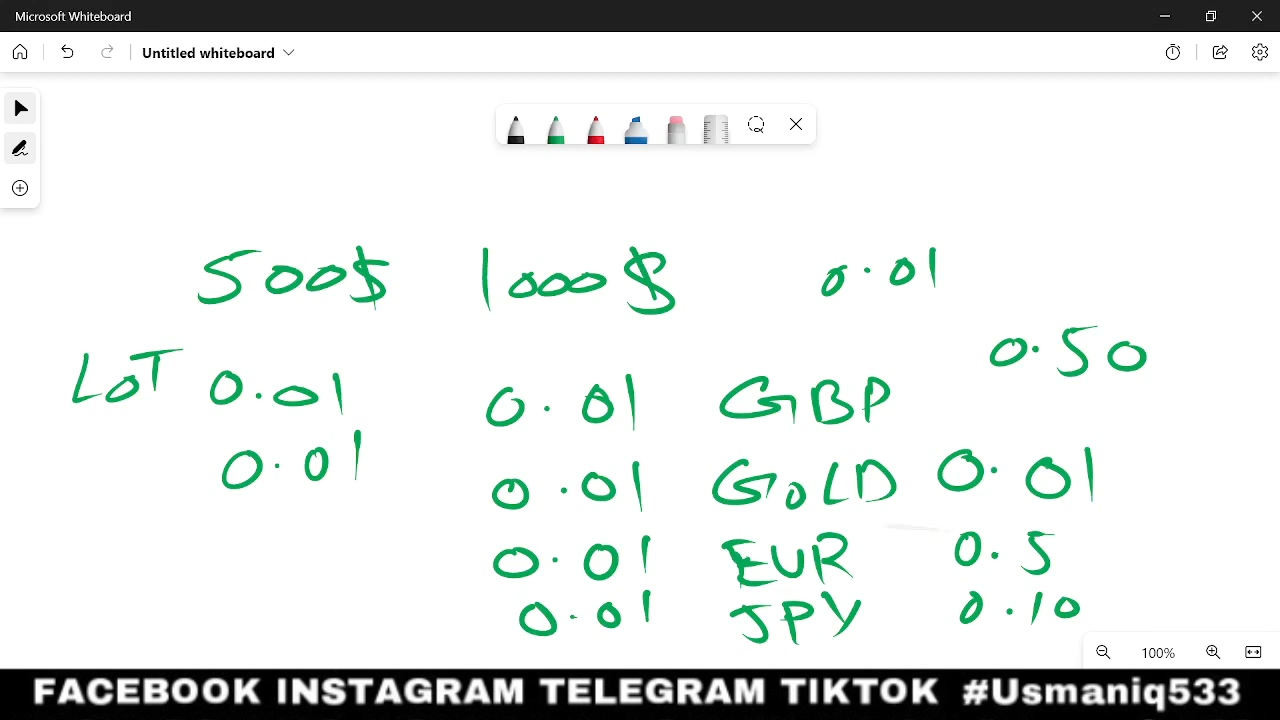 Microsoft Whiteboard
Untitled whiteboard
500$ 1000$ 0.01
0.50
LOT 0.01 0.01 GBP
0.01 0.01 GOLD 0.01
0.01 EUR 0.5
0.01 JPY 0.10
100%
FACEBOOK INSTAGRAM TELEGRAM TIKTOK #Usmaniq533